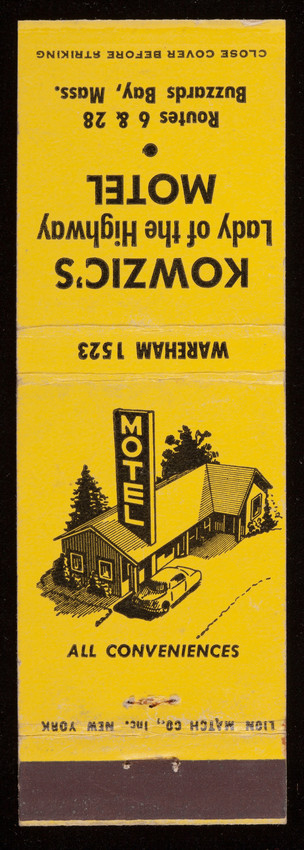 CLOSE COVER BEFORE STRIKING
KOWZIC'S
Lady of the Highway
MOTEL
•
Routes 6 & 28
Buzzards Bay, Mass.
WAREHAM 1523
MOTEL
ALL CONVENIENCES
LION MATCH CO., INC. NEW YORK